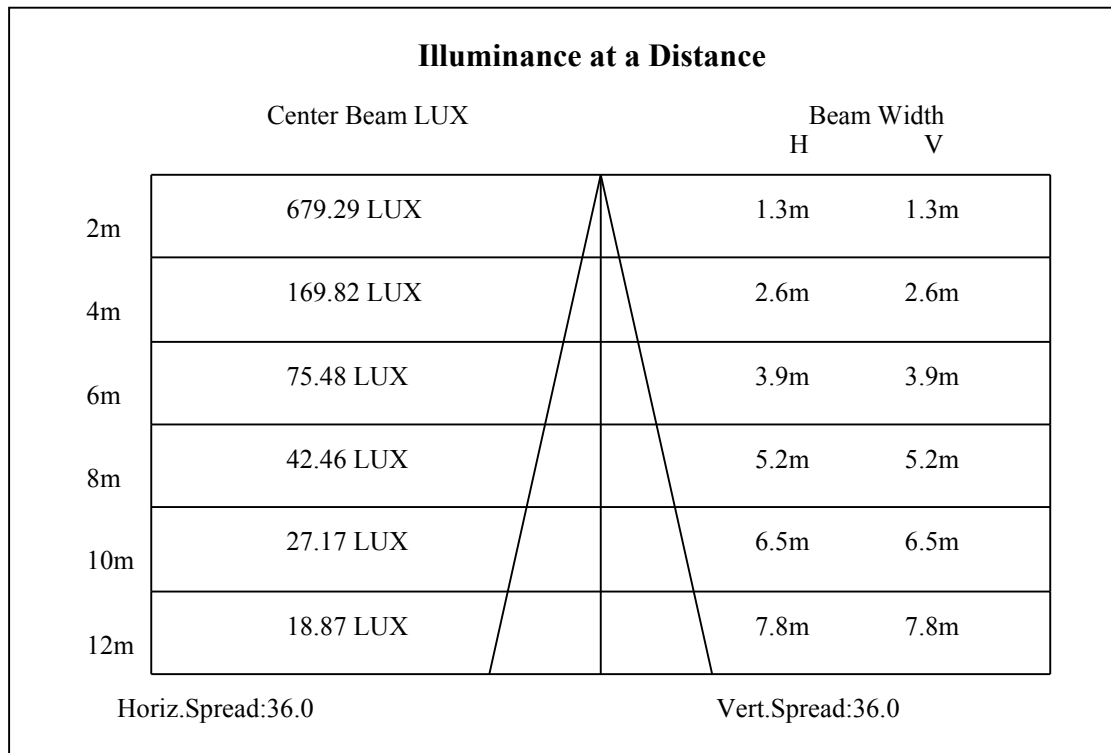 Illuminance at a Distance
Center Beam LUX Beam Width
H V
679.29 LUX 1.3m 1.3m
2m
169.82 LUX 2.6m 2.6m
4m
75.48 LUX 3.9m 3.9m
6m
42.46 LUX 5.2m 5.2m
8m
27.17 LUX 6.5m 6.5m
10m
18.87 LUX 7.8m 7.8m
12m
Horiz.Spread:36.0 Vert.Spread:36.0